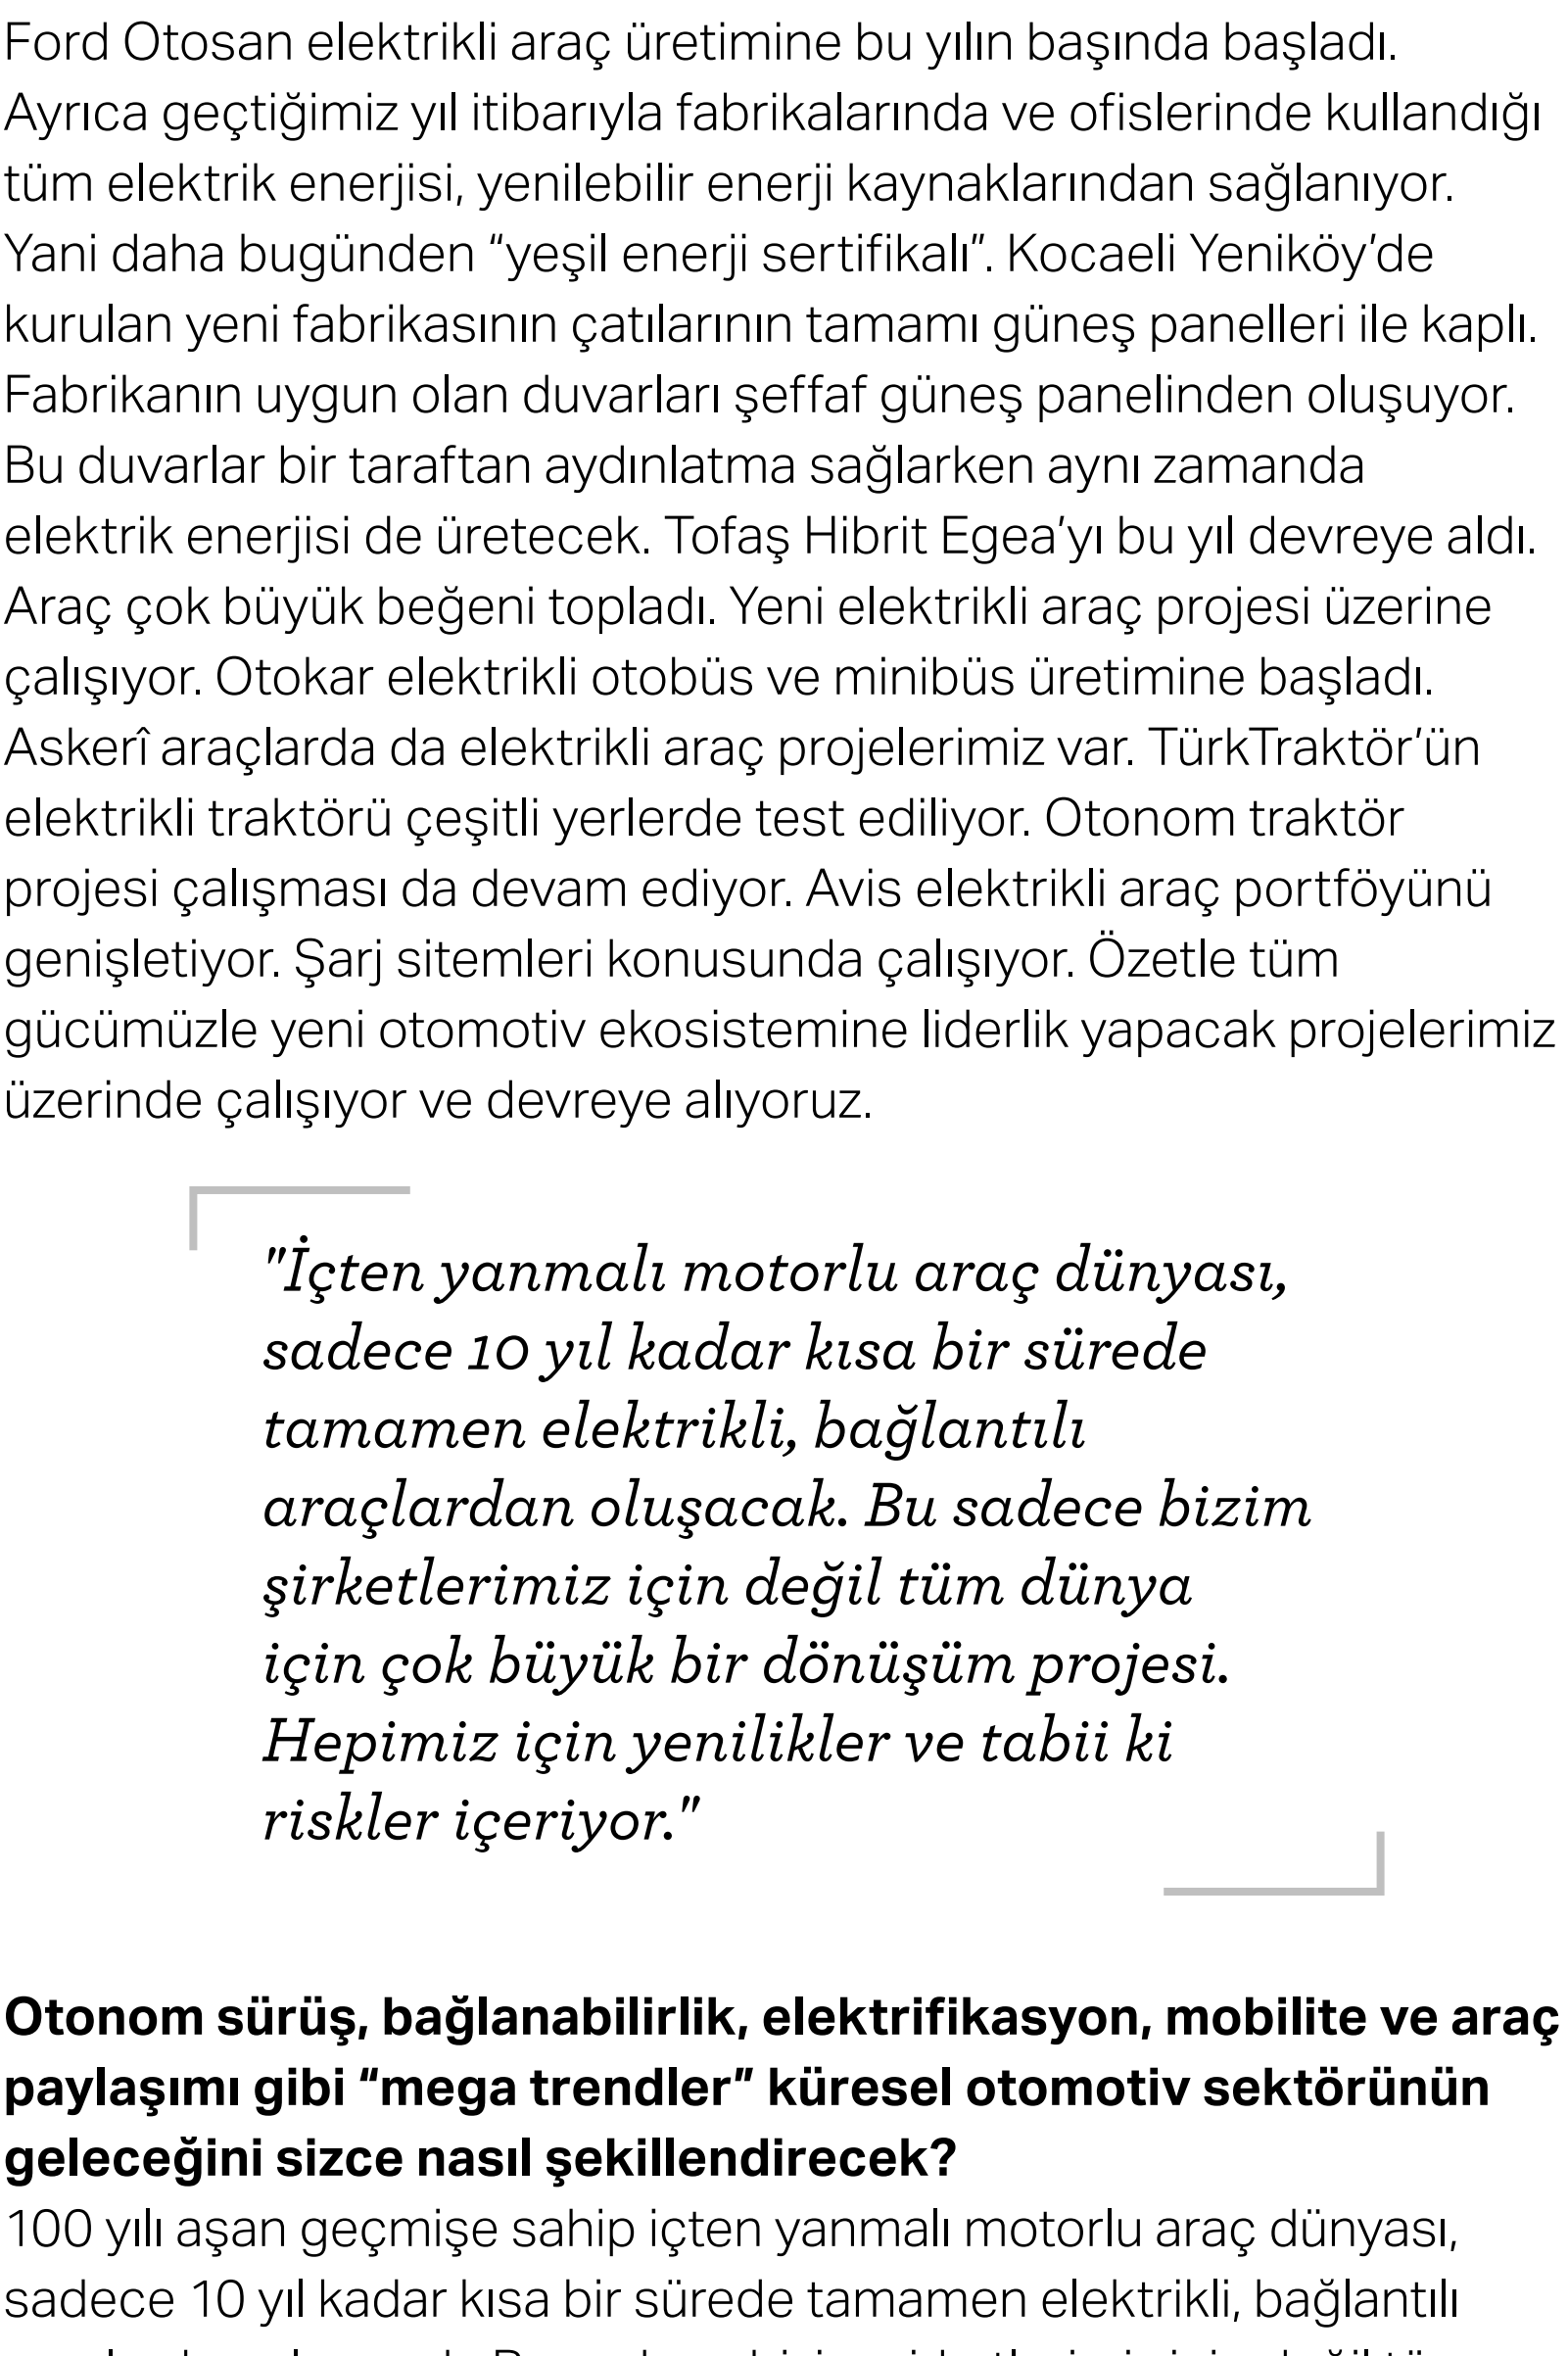 Ford Otosan elektrikli araç üretimine bu yılın başında başladı.
Ayrıca geçtiğimiz yıl itibarıyla fabrikalarında ve ofislerinde kullandığı
tüm elektrik enerjisi, yenilebilir enerji kaynaklarından sağlanıyor.
Yani daha bugünden “yeşil enerji sertifikalı”. Kocaeli Yeniköy’de
kurulan yeni fabrikasının çatılarının tamamı güneş panelleri ile kaplı.
Fabrikanın uygun olan duvarları şeffaf güneş panelinden oluşuyor.
Bu duvarlar bir taraftan aydınlatma sağlarken aynı zamanda
elektrik enerjisi de üretecek. Tofaş Hibrit Egea’yı bu yıl devreye aldı.
Araç çok büyük beğeni topladı. Yeni elektrikli araç projesi üzerine
çalışıyor. Otokar elektrikli otobüs ve minibüs üretimine başladı.
Askerî araçlarda da elektrikli araç projelerimiz var. TürkTraktör’ün
elektrikli traktörü çeşitli yerlerde test ediliyor. Otonom traktör
projesi çalışması da devam ediyor. Avis elektrikli araç portföyünü
genişletiyor. Şarj sitemleri konusunda çalışıyor. Özetle tüm
gücümüzle yeni otomotiv ekosistemine liderlik yapacak projelerimiz
üzerinde çalışıyor ve devreye alıyoruz.
"İçten yanmalı motorlu araç dünyası,
sadece 10 yıl kadar kısa bir sürede
tamamen elektrikli, bağlantılı
araçlardan oluşacak. Bu sadece bizim
şirketlerimiz için değil tüm dünya
için çok büyük bir dönüşüm projesi.
Hepimiz için yenilikler ve tabii ki
riskler içeriyor."
Otonom sürüş, bağlanabilirlik, elektrifikasyon, mobilite ve araç
paylaşımı gibi “mega trendler” küresel otomotiv sektörünün
geleceğini sizce nasıl şekillendirecek?
100 yılı aşan geçmişe sahip içten yanmalı motorlu araç dünyası,
sadece 10 yıl kadar kısa bir sürede tamamen elektrikli, bağlantılı